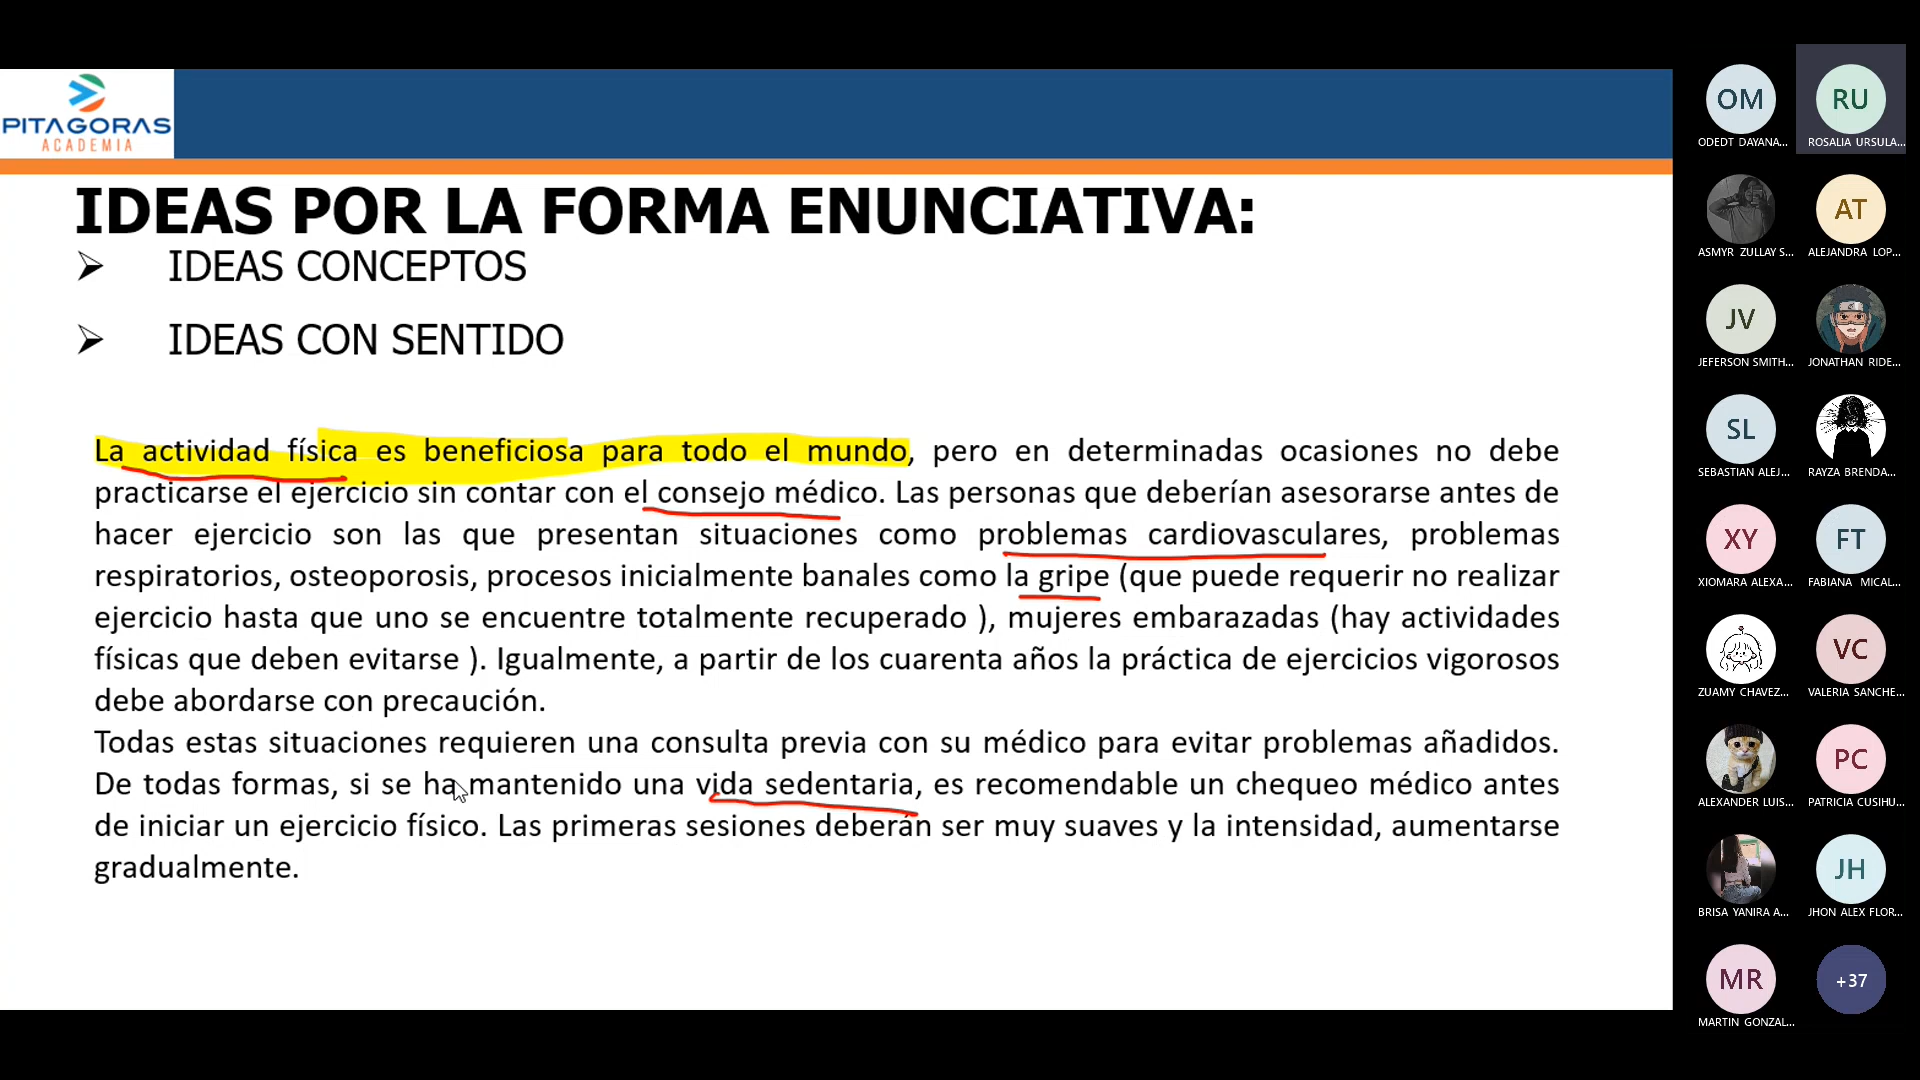 PITAGORAS
ACADEMIA
IDEAS POR LA FORMA ENUNCIATIVA:
IDEAS CONCEPTOS
IDEAS CON SENTIDO
La actividad física es beneficiosa para todo el mundo, pero en determinadas ocasiones no debe
practicarse el ejercicio sin contar con el consejo médico. Las personas que deberían asesorarse antes de
hacer ejercicio son las que presentan situaciones como problemas cardiovasculares, problemas
respiratorios, osteoporosis, procesos inicialmente banales como la gripe (que puede requerir no realizar
ejercicio hasta que uno se encuentre totalmente recuperado ), mujeres embarazadas (hay actividades
físicas que deben evitarse ). Igualmente, a partir de los cuarenta años la práctica de ejercicios vigorosos
debe abordarse con precaución.
Todas estas situaciones requieren una consulta previa con su médico para evitar problemas añadidos.
De todas formas, si se ha mantenido una vida sedentaria, es recomendable un chequeo médico antes
de iniciar un ejercicio físico. Las primeras sesiones deberán ser muy suaves y la intensidad, aumentarse
gradualmente.
OM
ODEDT DAYANA...
RU
ROSALIA URSULA...
ASMYR ZULLAY S...
AT
ALEJANDRA LOP...
JV
JEFERSON SMITH...
JONATHAN RIDE...
SL
SEBASTIAN ALEJ...
RAYZA BRENDA...
XY
XIOMARA ALEXA...
FT
FABIANA MICAL...
ZUAMY CHAVEZ...
VC
VALERIA SANCHE...
ALEXANDER LUIS...
PC
PATRICIA CUSIHU...
BRISA YANIRA A...
JH
JHON ALEX FLOR...
MR
MARTIN GONZAL...
+37